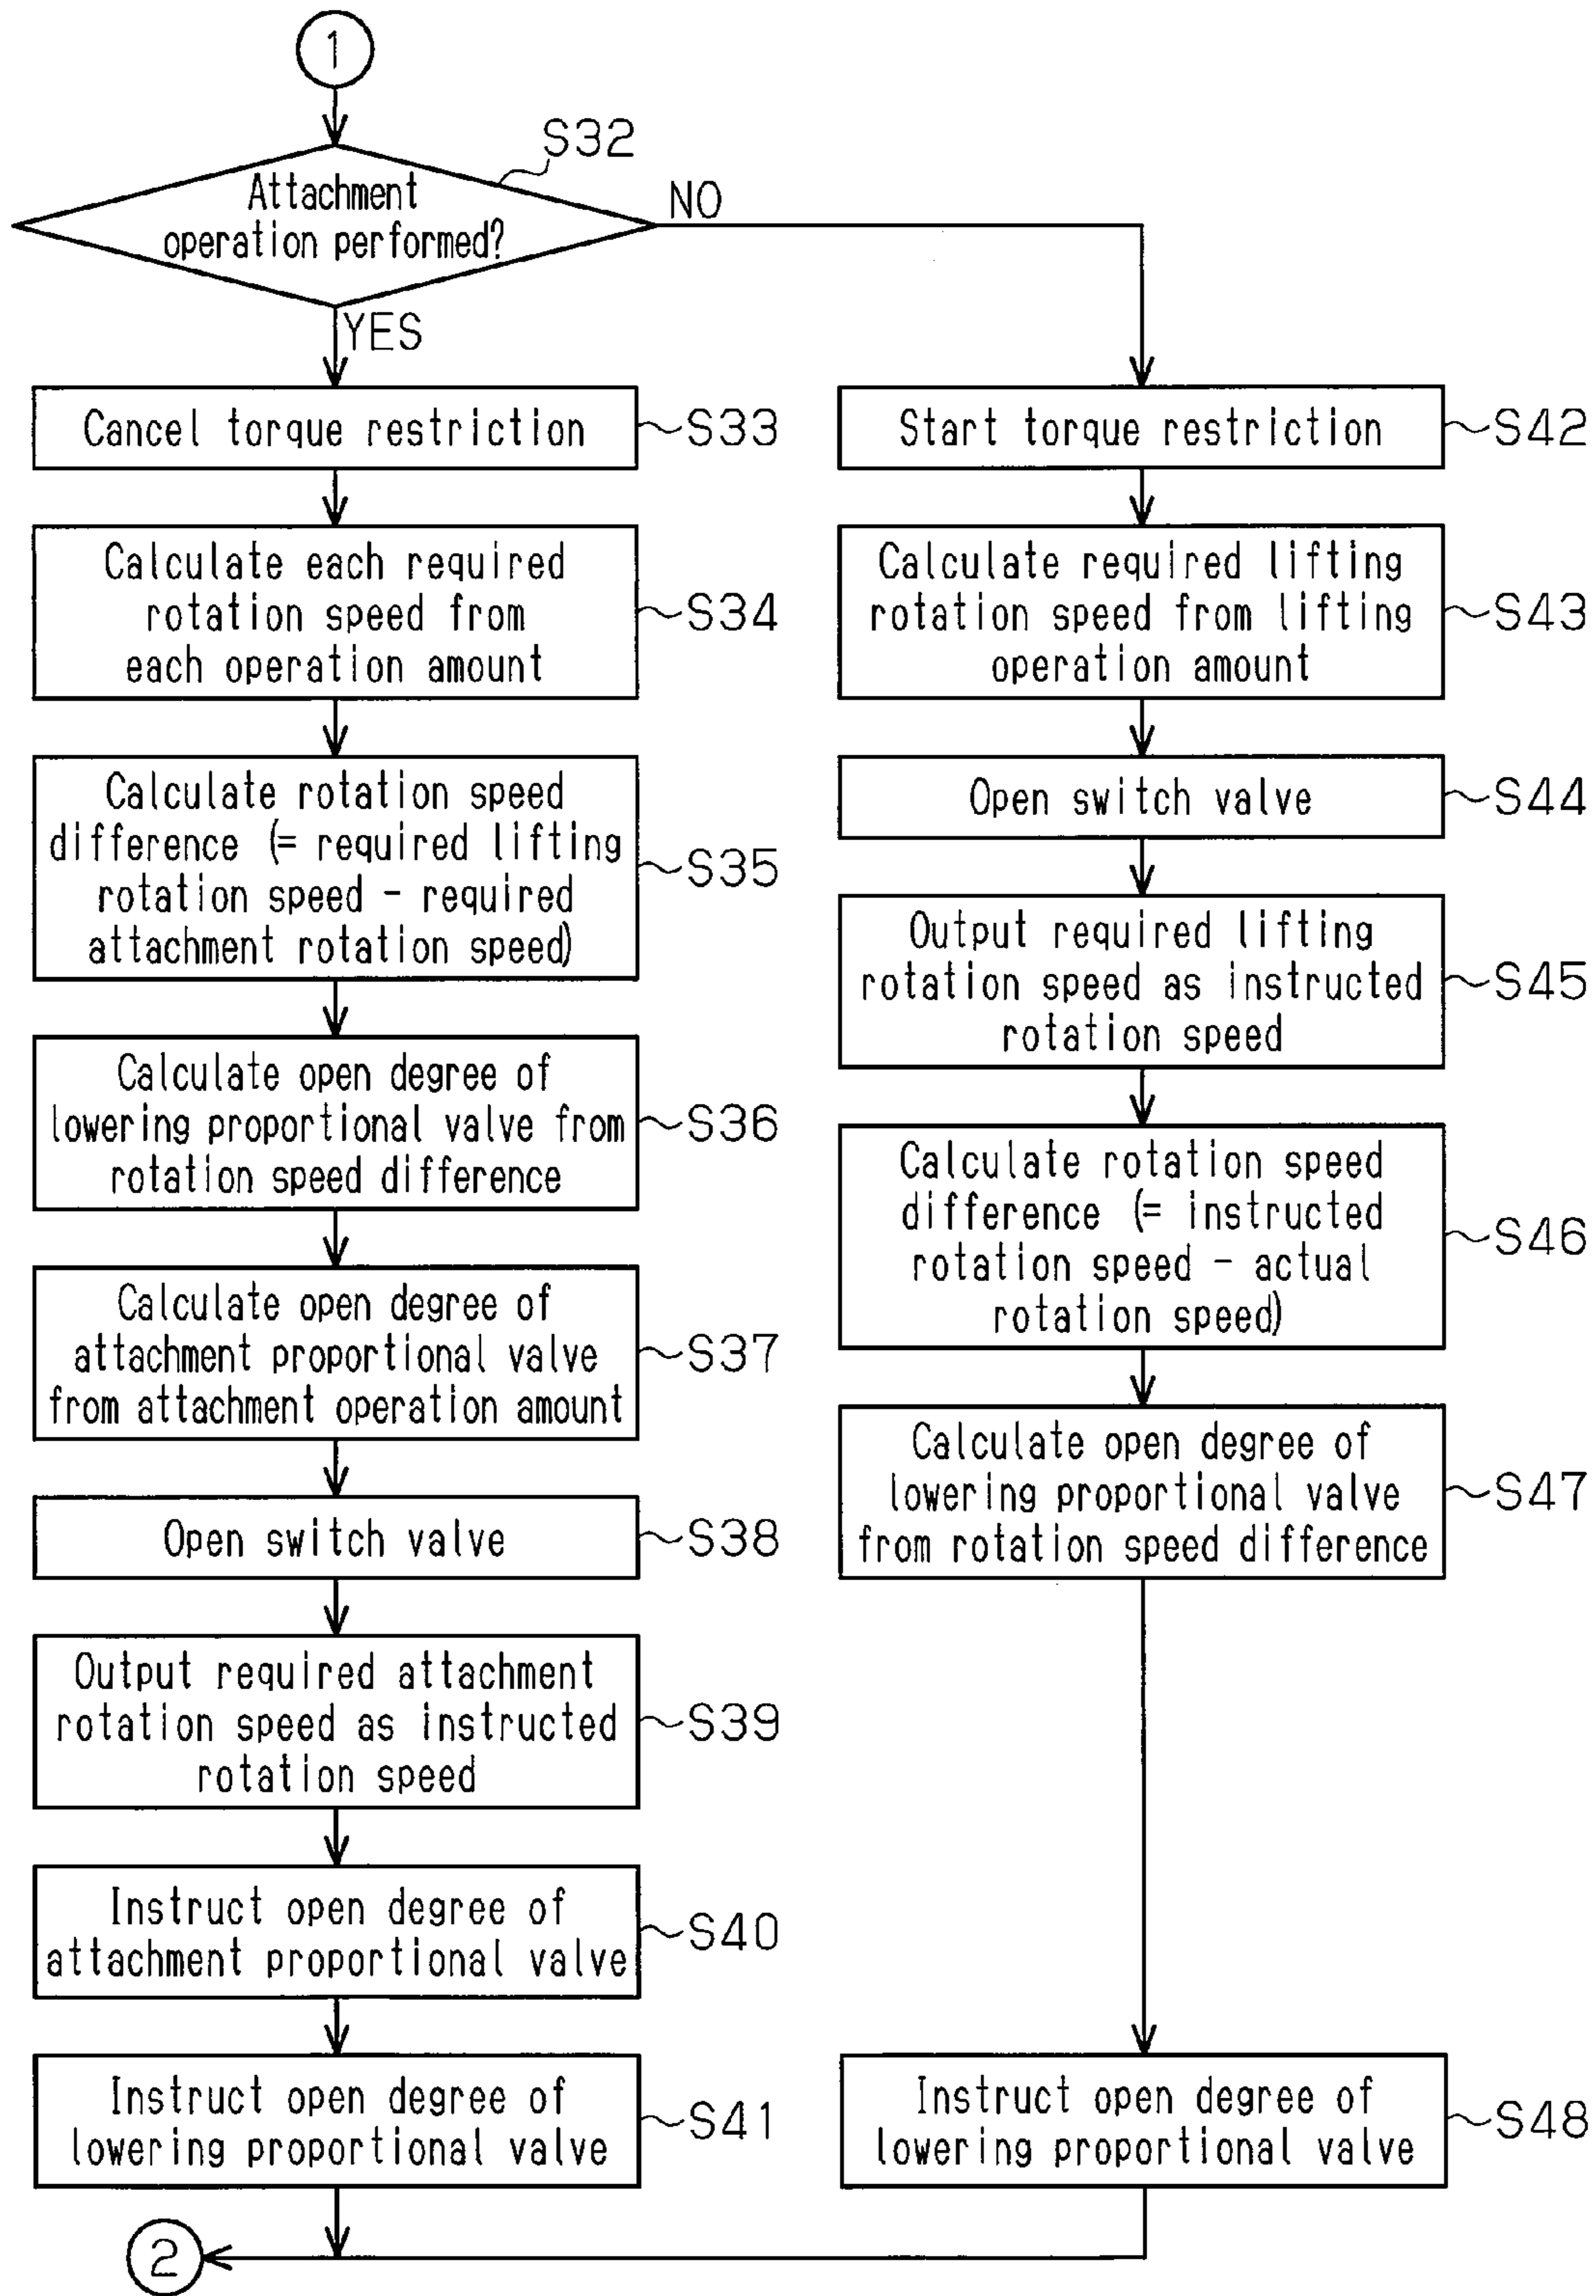 1
S32
Attachment
operation performed?
NO
YES
Cancel torque restriction
S33
Calculate each required
rotation speed from
each operation amount
S34
Calculate rotation speed
difference (= required lifting
rotation speed - required
attachment rotation speed)
S35
Calculate open degree of
lowering proportional valve from
rotation speed difference
S36
Calculate open degree of
attachment proportional valve
from attachment operation amount
S37
Open switch valve
S38
Output required attachment
rotation speed as instructed
rotation speed
S39
Instruct open degree of
attachment proportional valve
S40
Instruct open degree of
lowering proportional valve
S41
Start torque restriction
S42
Calculate required lifting
rotation speed from lifting
operation amount
S43
Open switch valve
S44
Output required lifting
rotation speed as instructed
rotation speed
S45
Calculate rotation speed
difference (= instructed
rotation speed - actual
rotation speed)
S46
Calculate open degree of
lowering proportional valve
from rotation speed difference
S47
Instruct open degree of
lowering proportional valve
S48
2